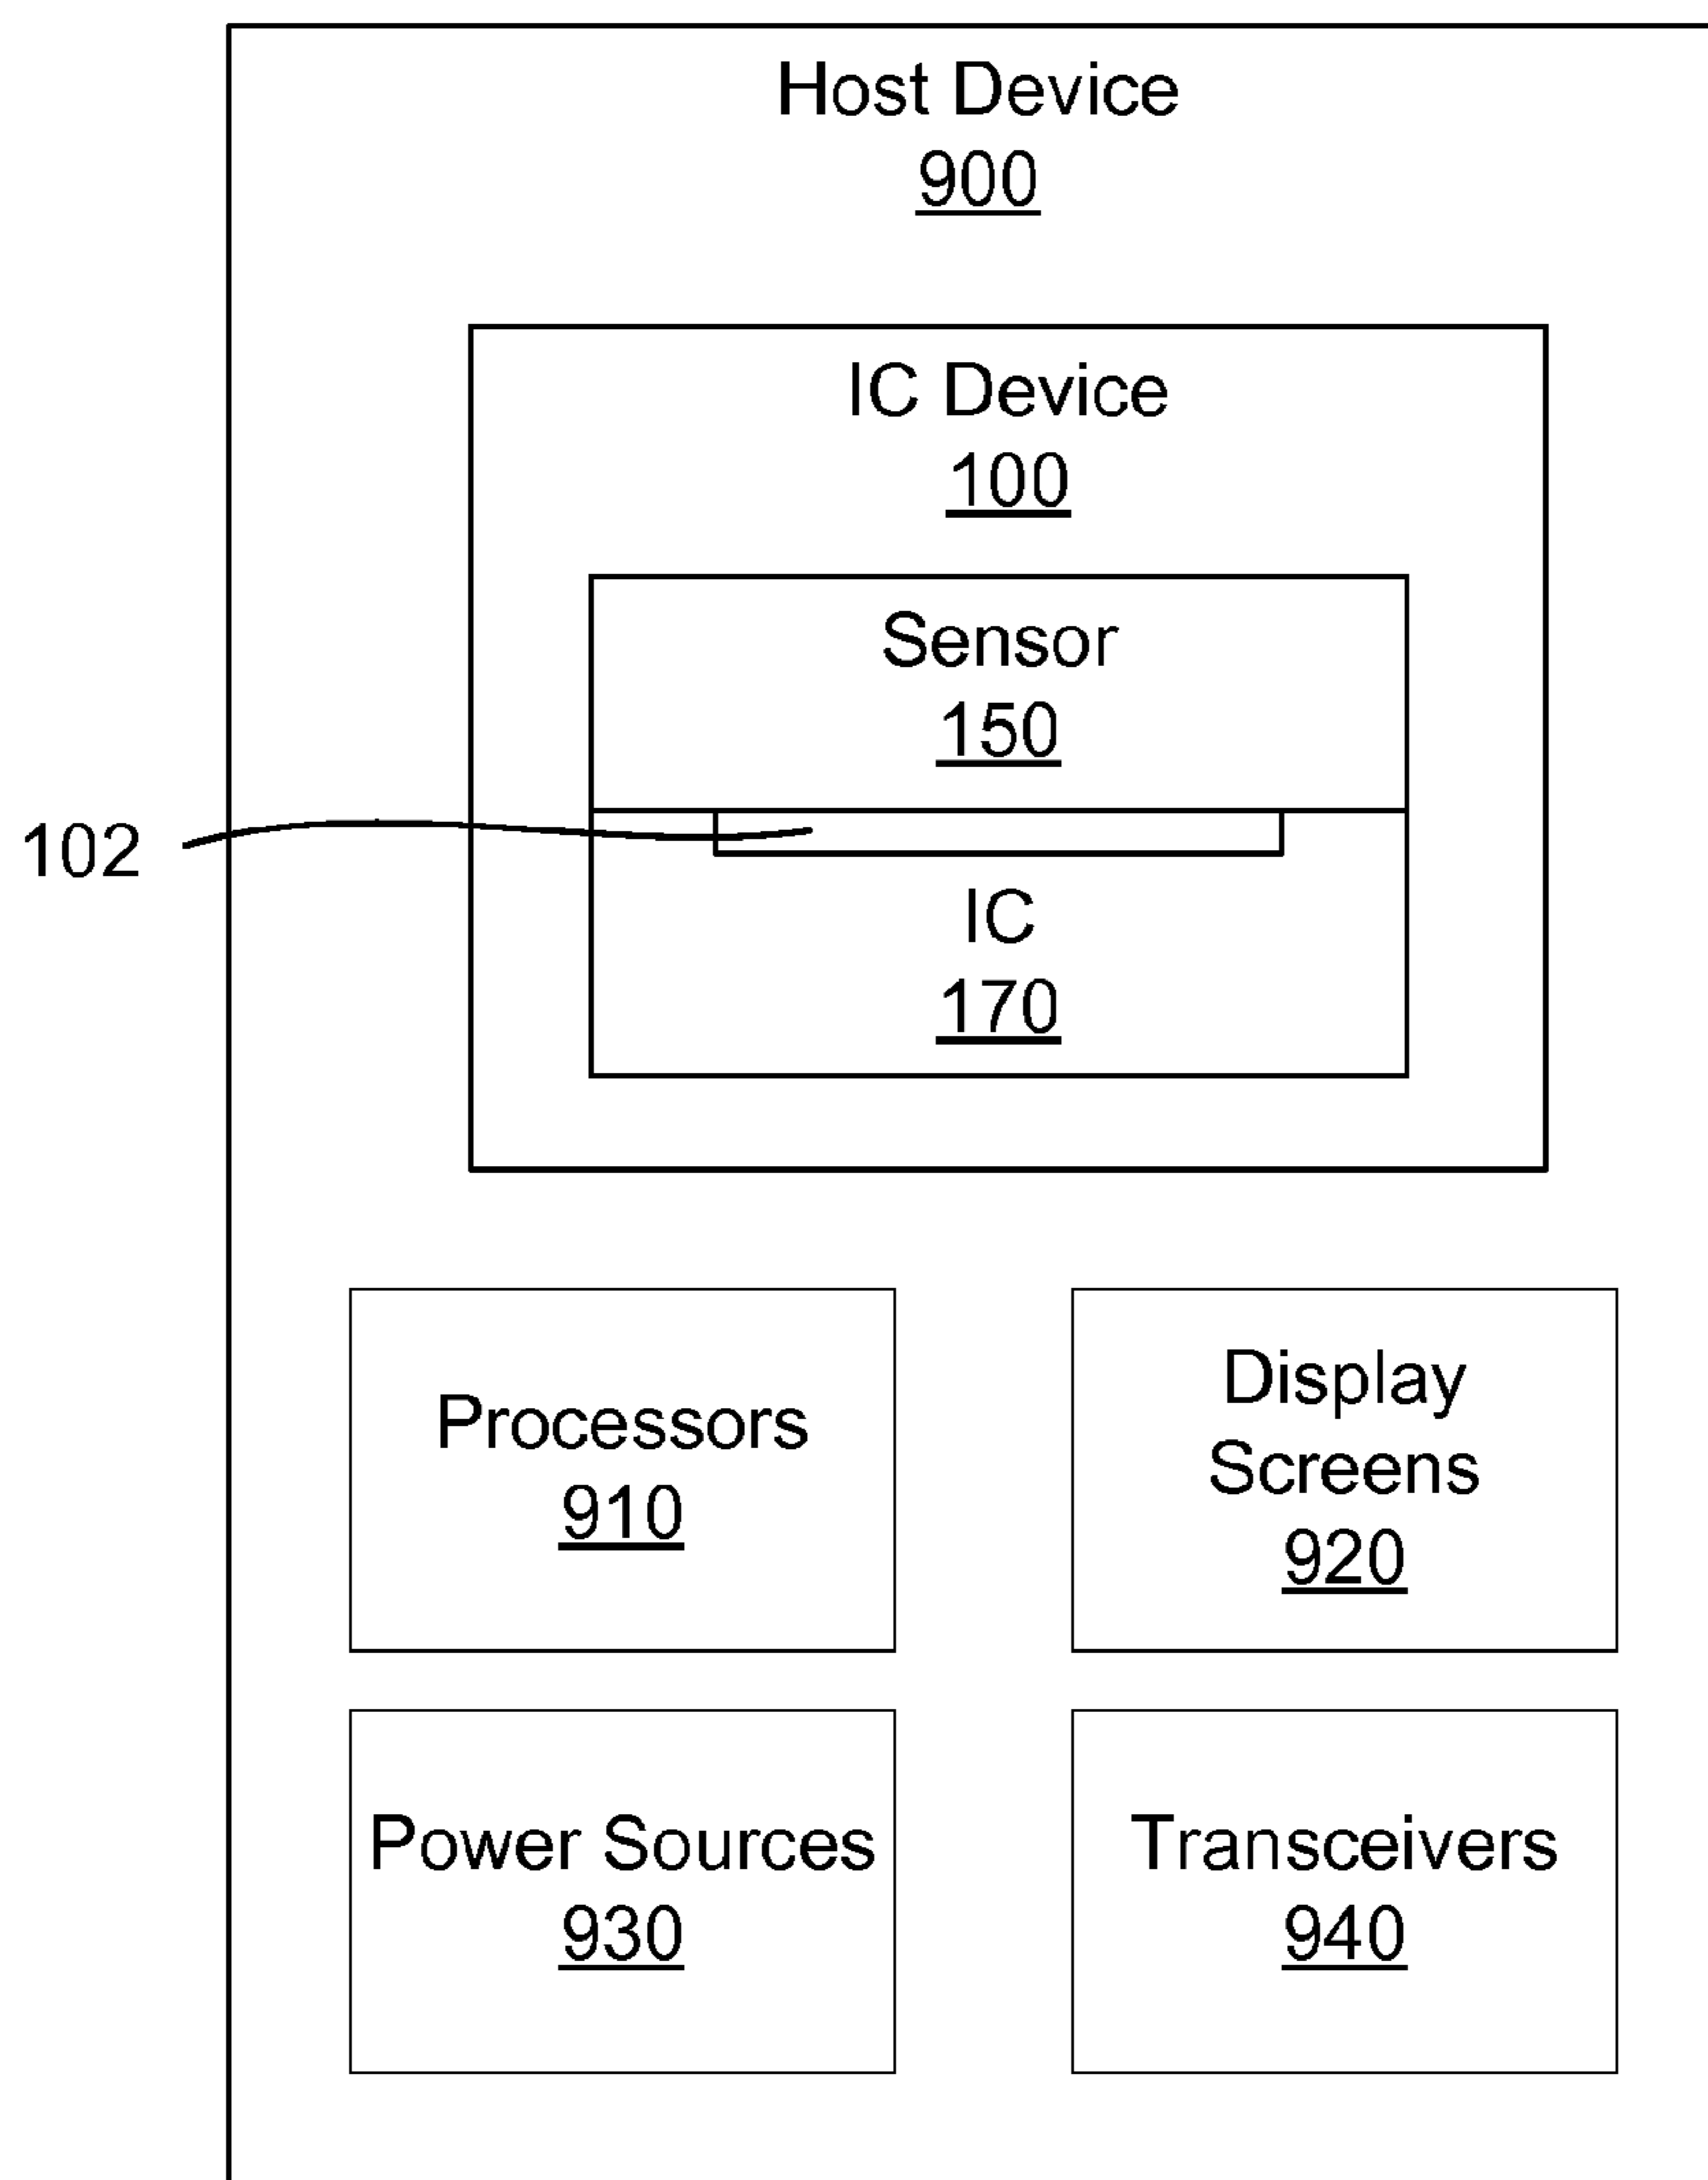 Host Device
900
IC Device
100
Sensor
150
102
IC
170
Processors
910
Display
Screens
920
Power Sources
930
Transceivers
940